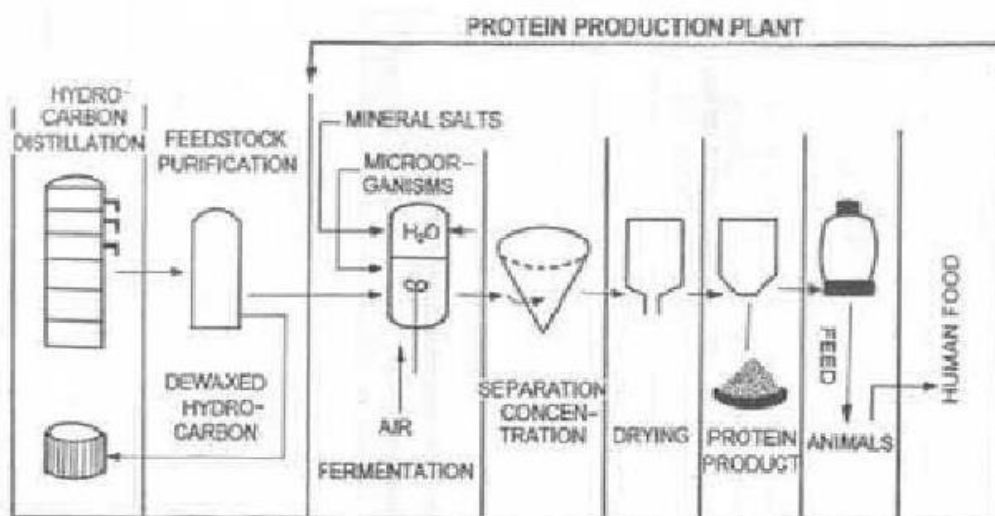 PROTEIN PRODUCTION PLANT
HYDRO-
CARBON
DISTILLATION
FEEDSTOCK
PURIFICATION
MINERAL SALTS
MICROOR-
GANISMS
H₂O
DEWAXED
HYDRO-
CARBON
AIR
FERMENTATION
SEPARATION
CONCEN-
TRATION
DRYING
PROTEIN
PRODUCT
FEED
ANIMALS
HUMAN FOOD